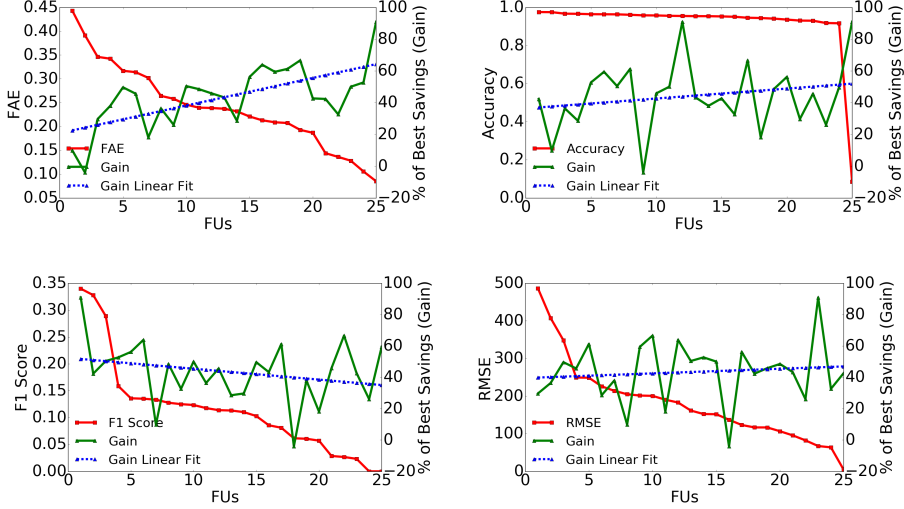 0.45
0.40
0.35
0.30
0.25
0.20
0.15
0.10
0.05
FAE
100
80
60
40
20
0
−20
% of Best Savings (Gain)
FAE
Gain
Gain Linear Fit
0 5 10 15 20 25
FUs
1.0
0.8
0.6
0.4
0.2
0.0
Accuracy
100
80
60
40
20
0
−20
% of Best Savings (Gain)
Accuracy
Gain
Gain Linear Fit
0 5 10 15 20 25
FUs
0.35
0.30
0.25
0.20
0.15
0.10
0.05
0.00
F1 Score
100
80
60
40
20
0
−20
% of Best Savings (Gain)
F1 Score
Gain
Gain Linear Fit
0 5 10 15 20 25
FUs
500
400
300
200
100
0
RMSE
100
80
60
40
20
0
−20
% of Best Savings (Gain)
RMSE
Gain
Gain Linear Fit
0 5 10 15 20 25
FUs